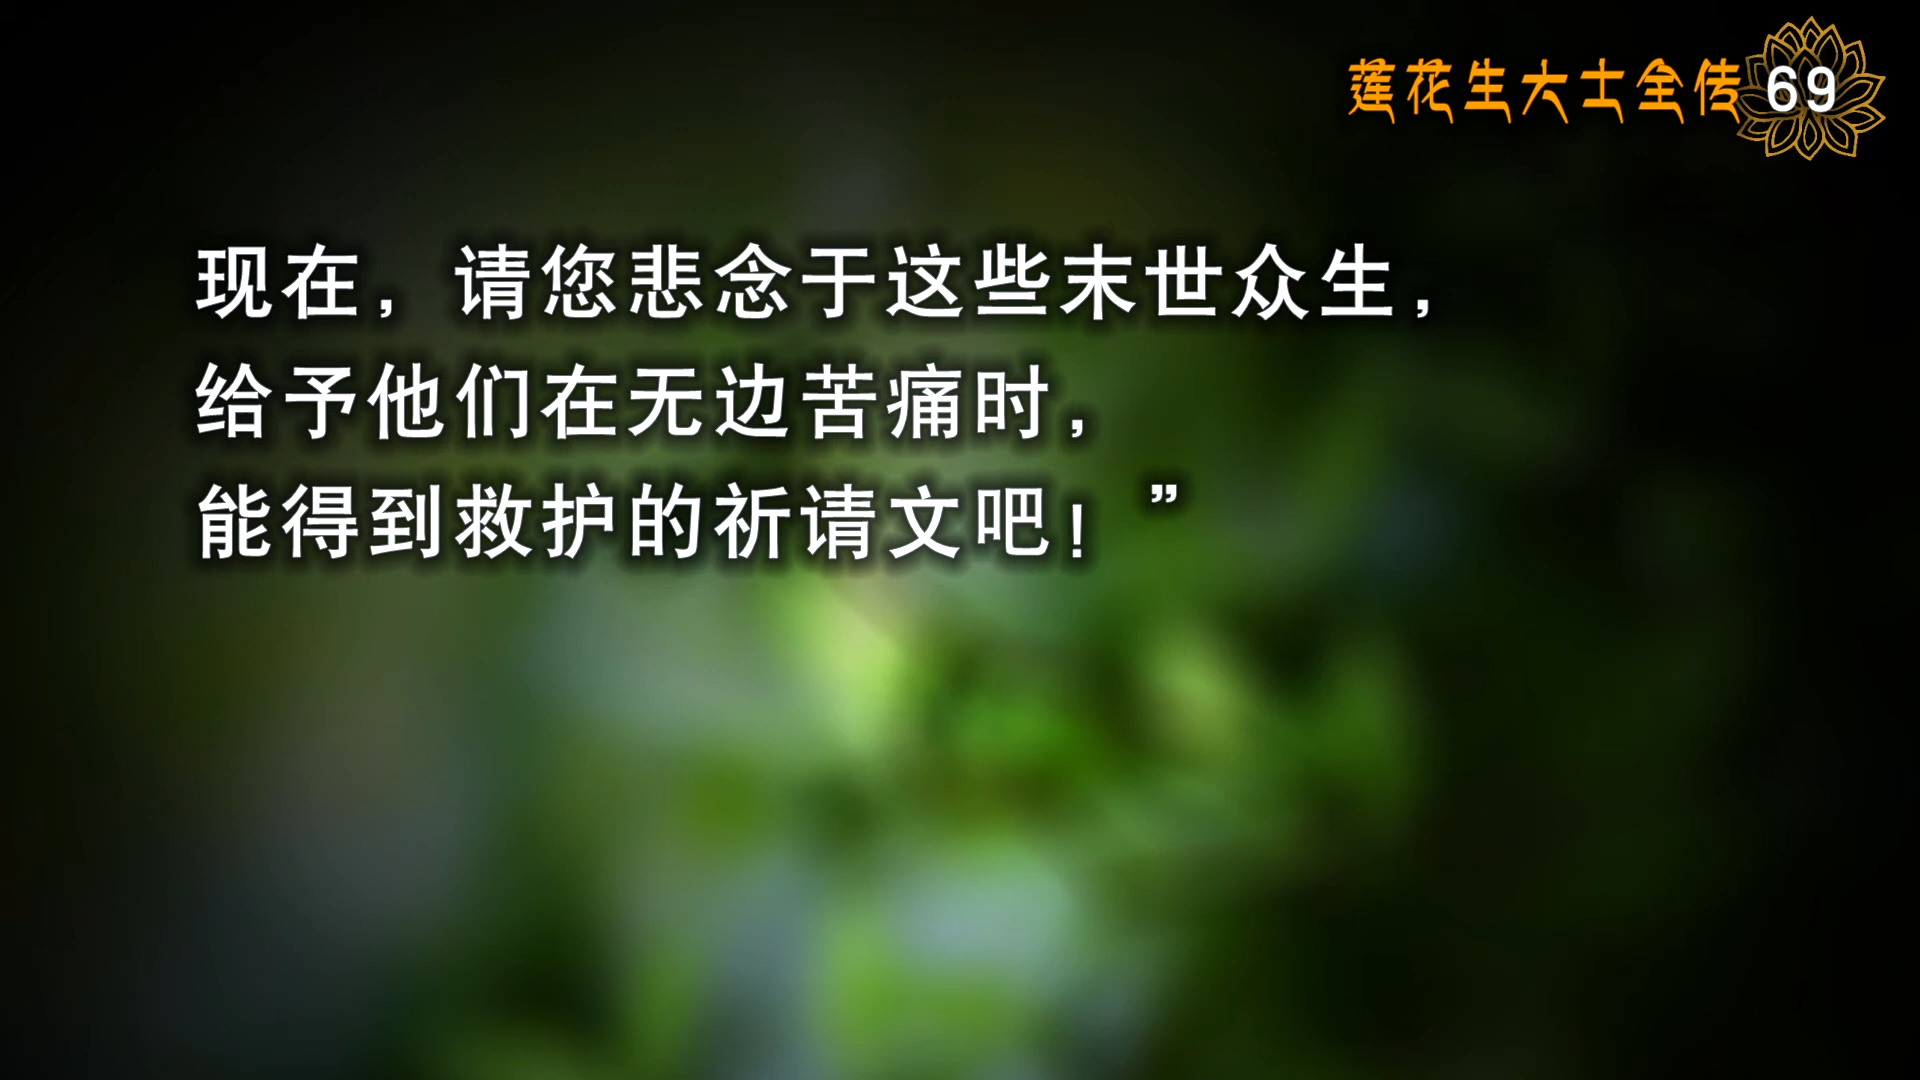 莲花生大士全传 69
现在，请您悲念于这些末世众生，
给予他们在无边苦痛时，
能得到救护的祈请文吧！”